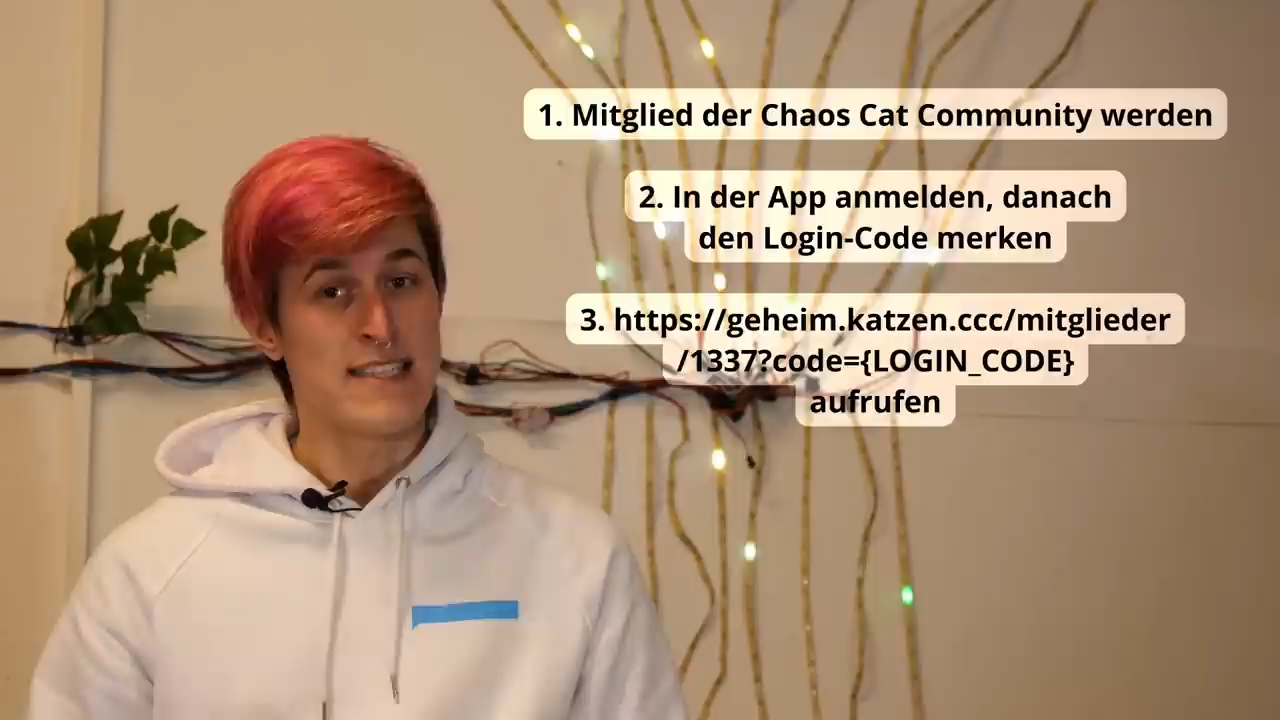 1. Mitglied der Chaos Cat Community werden
2. In der App anmelden, danach
den Login-Code merken
3. https://geheim.katzen.ccc/mitglieder
/1337?code={LOGIN_CODE}
aufrufen